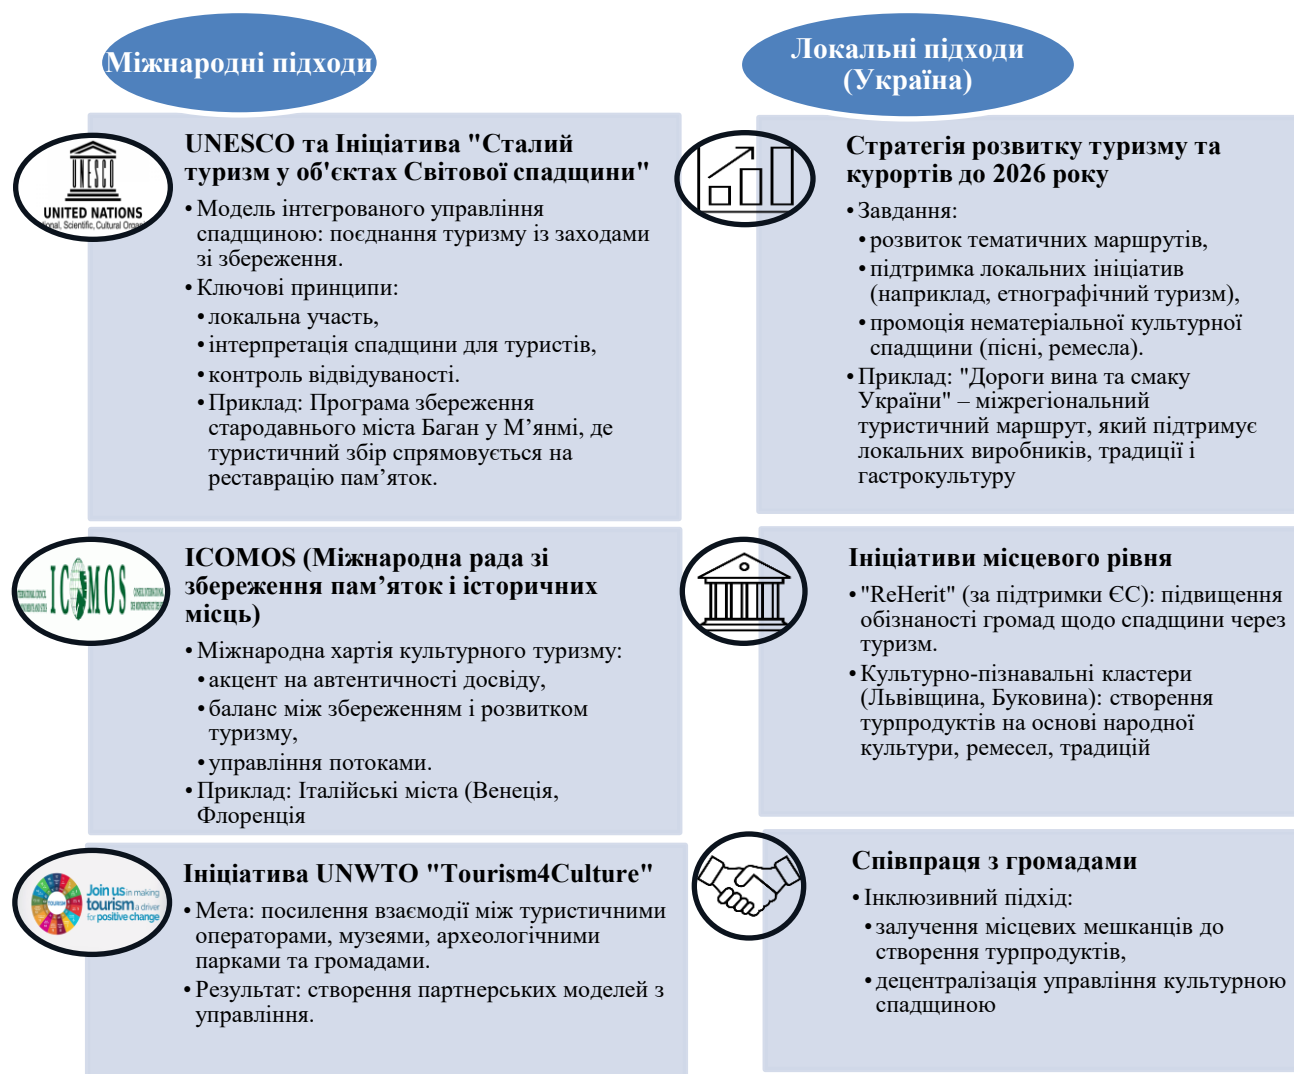 Міжнародні підходи
UNESCO та Ініціатива "Сталий
туризм у об'єктах Світової спадщини"
• Модель інтегрованого управління
спадщиною: поєднання туризму із заходами
зі збереження.
• Ключові принципи:
• локальна участь,
• інтерпретація спадщини для туристів,
• контроль відвідуваності.
• Приклад: Програма збереження
стародавнього міста Баган у М’янмі, де
туристичний збір спрямовується на
реставрацію пам’яток.
UNESCO
UNITED NATIONS
onal, Scientific, Cultural Organ
ICOMOS (Міжнародна рада зі
збереження пам’яток і історичних
місць)
• Міжнародна хартія культурного туризму:
• акцент на автентичності досвіду,
• баланс між збереженням і розвитком
туризму,
• управління потоками.
• Приклад: Італійські міста (Венеція,
Флоренція
ICOMOS
Ініціатива UNWTO "Tourism4Culture"
• Мета: посилення взаємодії між туристичними
операторами, музеями, археологічними
парками та громадами.
• Результат: створення партнерських моделей з
управління.
Join us in making
tourism a driver
for positive change
Локальні підходи
(Україна)
Стратегія розвитку туризму та
курортів до 2026 року
• Завдання:
• розвиток тематичних маршрутів,
• підтримка локальних ініціатив
(наприклад, етнографічний туризм),
• промоція нематеріальної культурної
спадщини (пісні, ремесла).
• Приклад: "Дороги вина та смаку
України" – міжрегіональний
туристичний маршрут, який підтримує
локальних виробників, традиції і
гастрокультуру
Ініціативи місцевого рівня
• "ReHerit" (за підтримки ЄС): підвищення
обізнаності громад щодо спадщини через
туризм.
• Культурно-пізнавальні кластери
(Львівщина, Буковина): створення
турпродуктів на основі народної
культури, ремесел, традицій
Співпраця з громадами
• Інклюзивний підхід:
• залучення місцевих мешканців до
створення турпродуктів,
• децентралізація управління культурною
спадщиною